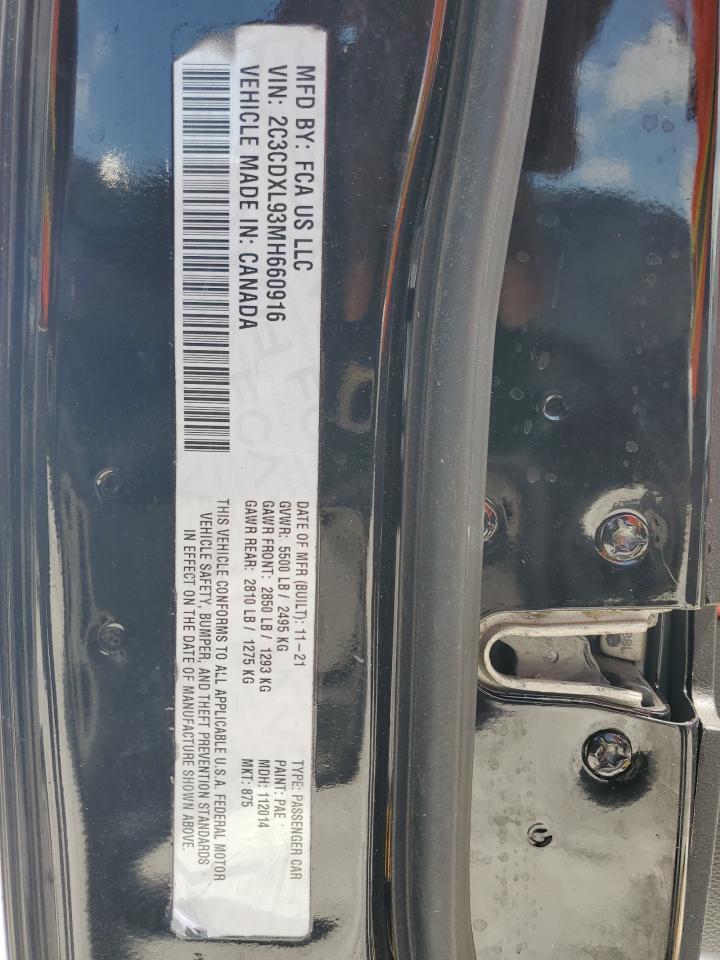 MFD BY: FCA US LLC
VIN: 2C3CDXL93MH660916
VEHICLE MADE IN: CANADA
DATE OF MFR (BUILT): 11-21
GVWR: 5500 LB / 2495 KG
GAWR FRONT: 2850 LB / 1293 KG
GAWR REAR: 2810 LB / 1275 KG
TYPE: PASSENGER CAR
PAINT: PAE
MDH: 112014
MKT: 875
THIS VEHICLE CONFORMS TO ALL APPLICABLE U.S.A. FEDERAL MOTOR
VEHICLE SAFETY, BUMPER, AND THEFT PREVENTION STANDARDS
IN EFFECT ON THE DATE OF MANUFACTURE SHOWN ABOVE.